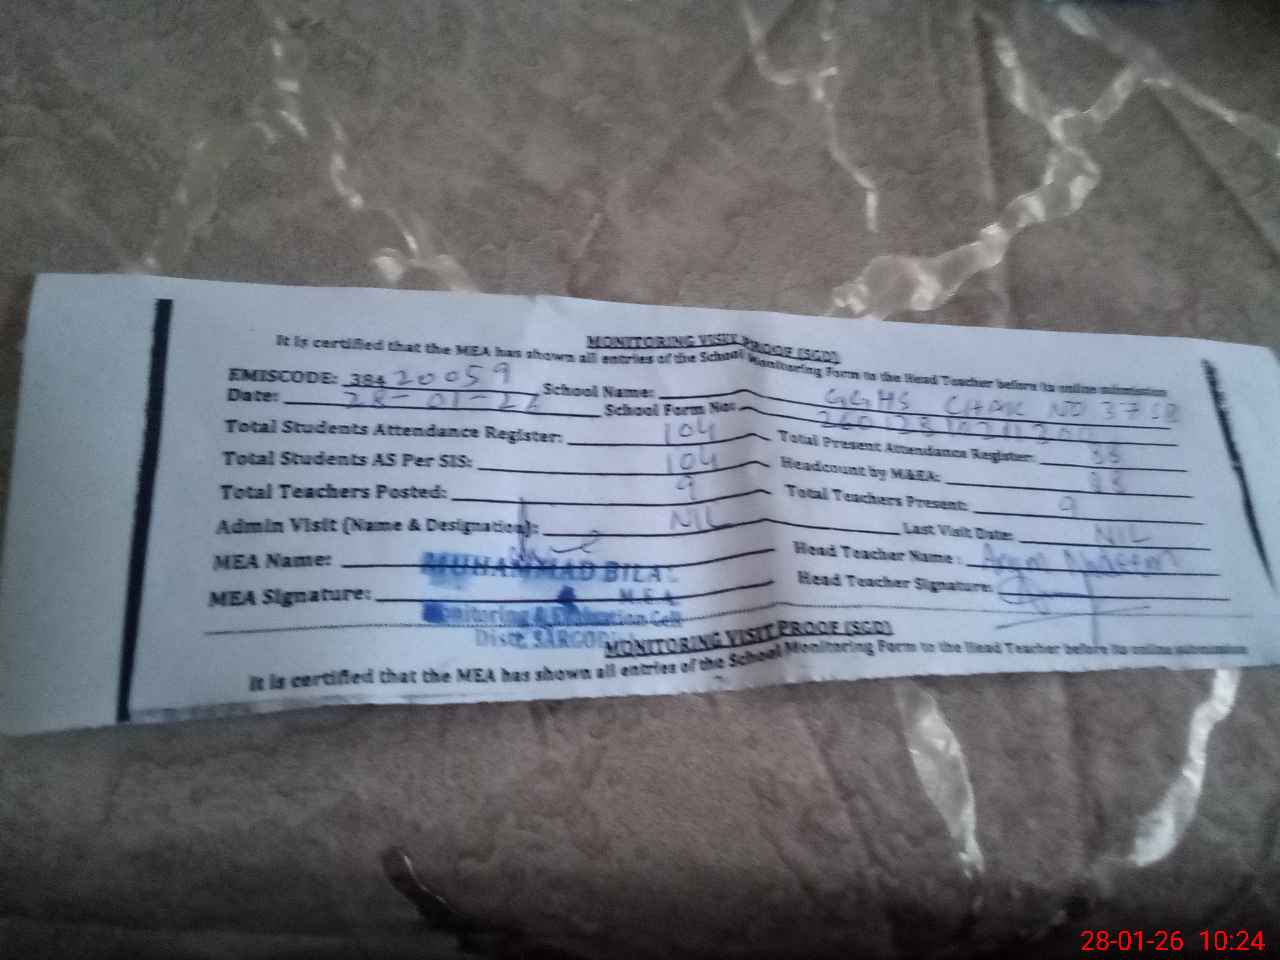 MONITORING VISIT PROOF (SGD)
It is certified that the MEA has shown all entries of the School Monitoring Form to the Head Teacher before its online submission
EMISCODE: 38420059 School Name: GGHS CHAK NO 37 SB
Date: 28-01-26 School Form No:
Total Students Attendance Register: 104 Total Present Attendance Register:
Total Students AS Per SIS: 104 Headcount by M&EA:
Total Teachers Posted: 9 Total Teachers Present: 9
Admin Visit (Name & Designation): NIL Last Visit Date: NIL
MEA Name: MUHAMMAD BILAL Head Teacher Name:
MEA Signature: M.E.A Head Teacher Signature:
Monitoring & Evaluation Cell
Distt. SARGODHA
MONITORING VISIT PROOF (SGD)
It is certified that the MEA has shown all entries of the School Monitoring Form to the Head Teacher before its online submission
28-01-26 10:24